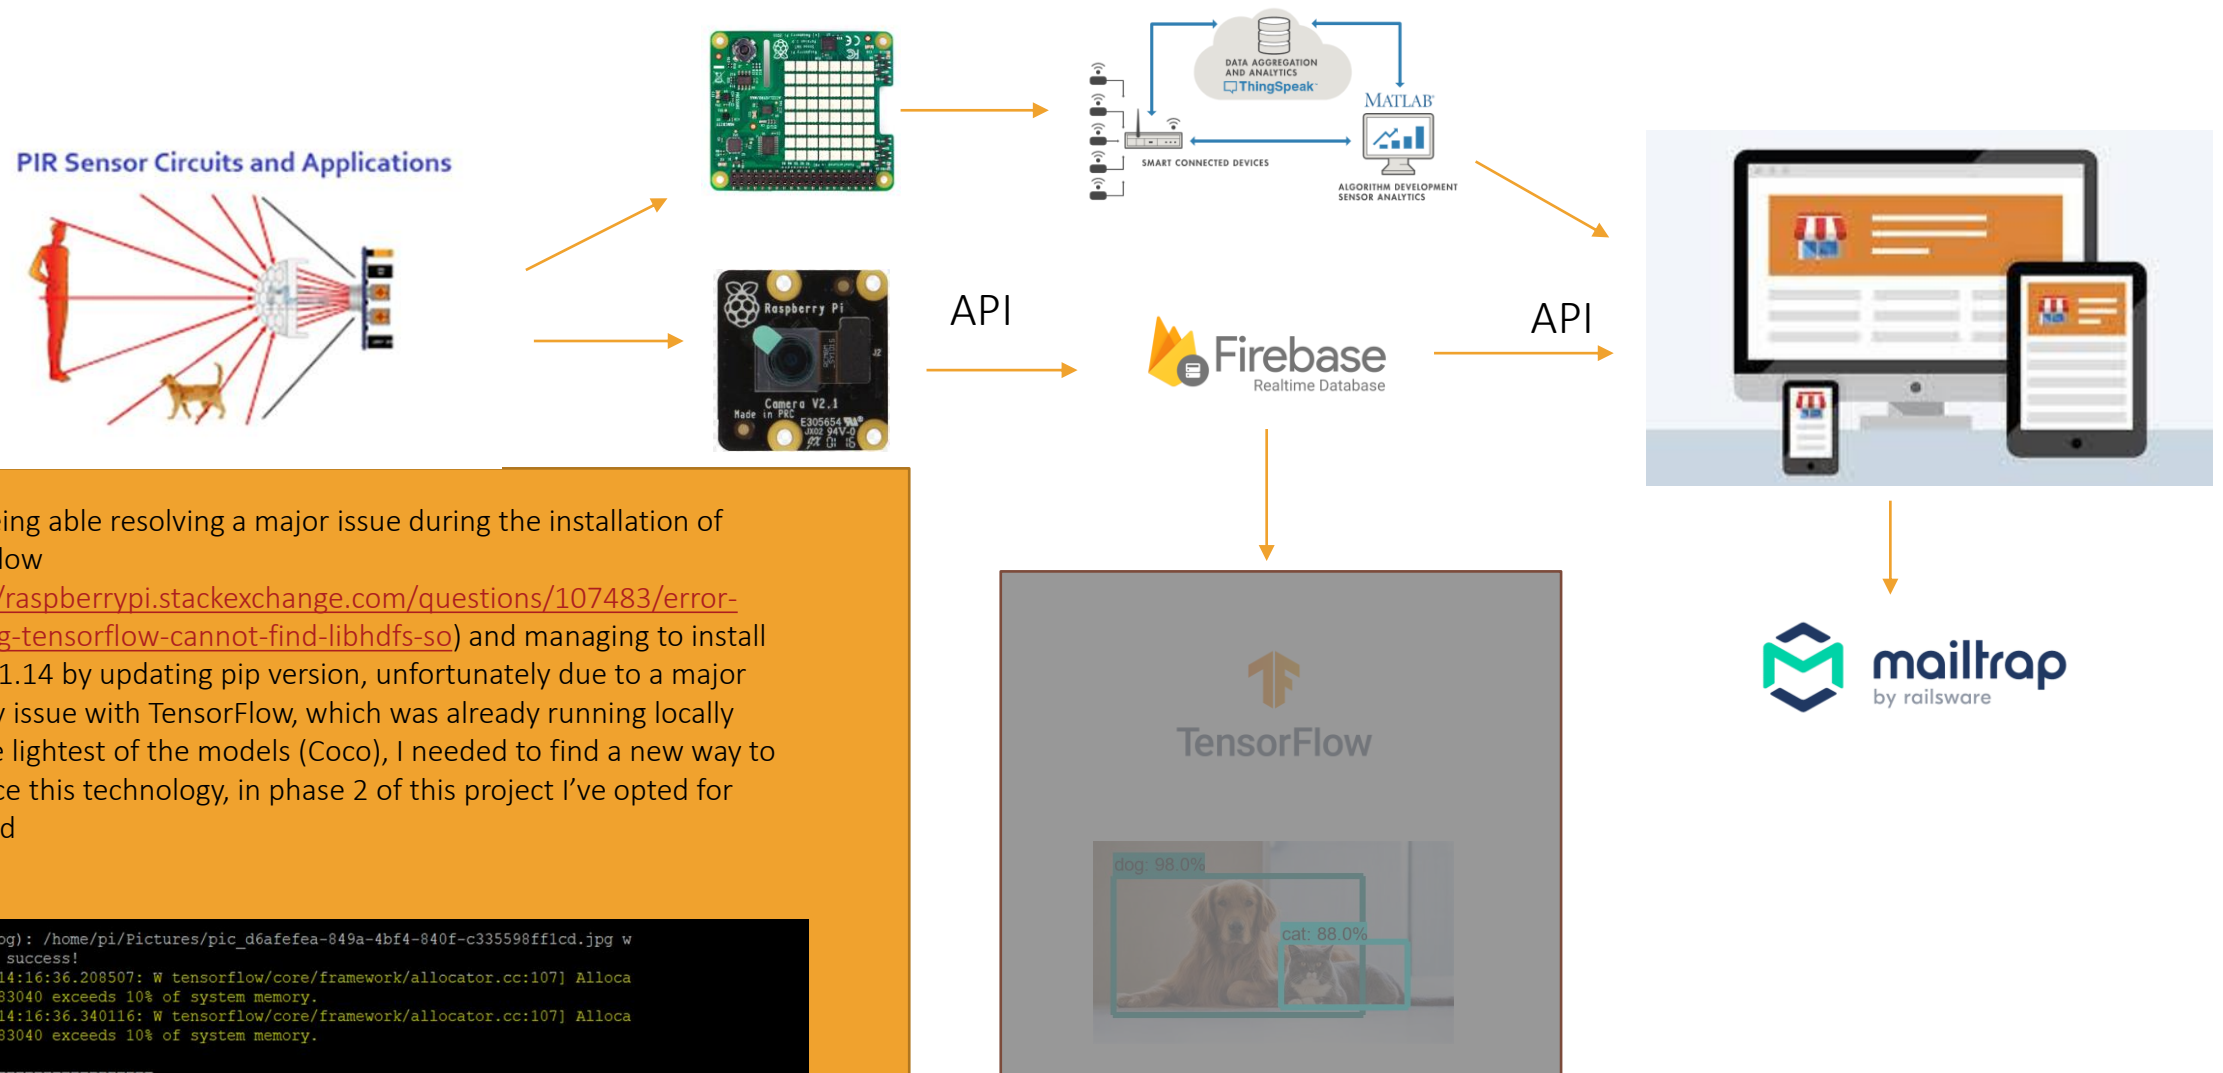 PIR Sensor Circuits and Applications
DATA AGGREGATION
AND ANALYTICS
ThingSpeak
MATLAB
SMART CONNECTED DEVICES
ALGORITHM DEVELOPMENT
SENSOR ANALYTICS
Raspberry Pi
Camera V2.1
Made in PRC
E305654
94V-0
API
Firebase
Realtime Database
API
eing able resolving a major issue during the installation of
low
/raspberrypi.stackexchange.com/questions/107483/error-
g-tensorflow-cannot-find-libhdfs-so) and managing to install
1.14 by updating pip version, unfortunately due to a major
y issue with TensorFlow, which was already running locally
e lightest of the models (Coco), I needed to find a new way to
ce this technology, in phase 2 of this project I’ve opted for
d
og): /home/pi/Pictures/pic_d6afefea-849a-4bf4-840f-c335598ff1cd.jpg w
success!
14:16:36.208507: W tensorflow/core/framework/allocator.cc:107] Alloca
83040 exceeds 10% of system memory.
14:16:36.340116: W tensorflow/core/framework/allocator.cc:107] Alloca
83040 exceeds 10% of system memory.
TensorFlow
dog: 98.0%
cat: 88.0%
mailtrap
by railsware